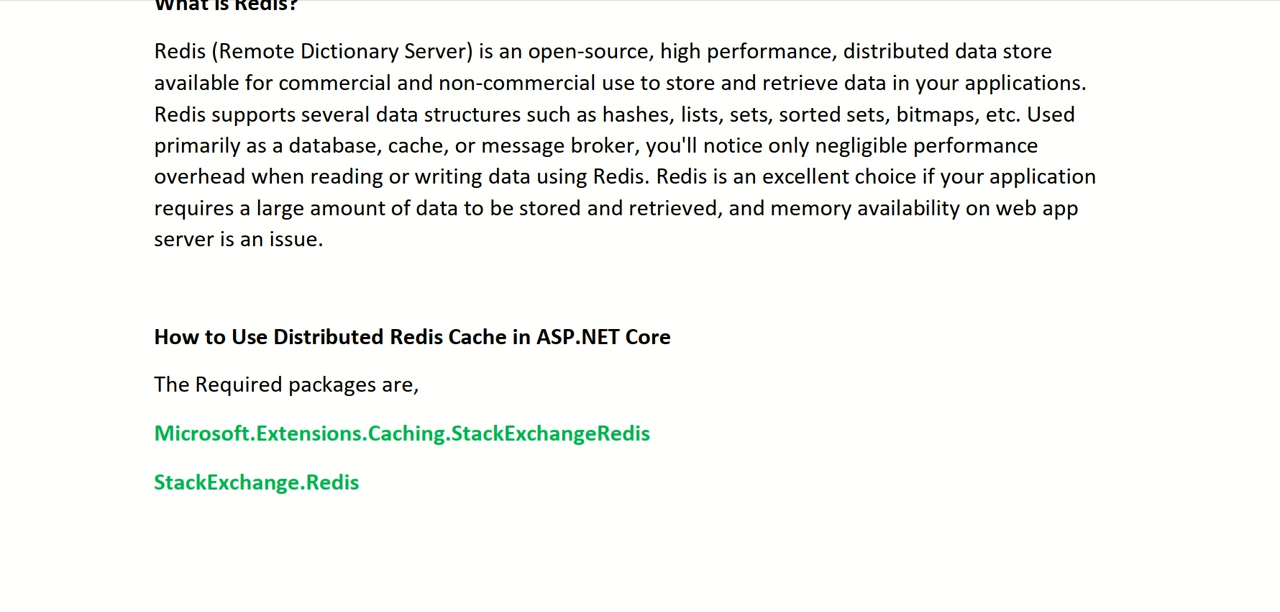 What is Redis?
Redis (Remote Dictionary Server) is an open-source, high performance, distributed data store
available for commercial and non-commercial use to store and retrieve data in your applications.
Redis supports several data structures such as hashes, lists, sets, sorted sets, bitmaps, etc. Used
primarily as a database, cache, or message broker, you'll notice only negligible performance
overhead when reading or writing data using Redis. Redis is an excellent choice if your application
requires a large amount of data to be stored and retrieved, and memory availability on web app
server is an issue.
How to Use Distributed Redis Cache in ASP.NET Core
The Required packages are,
Microsoft.Extensions.Caching.StackExchangeRedis
StackExchange.Redis